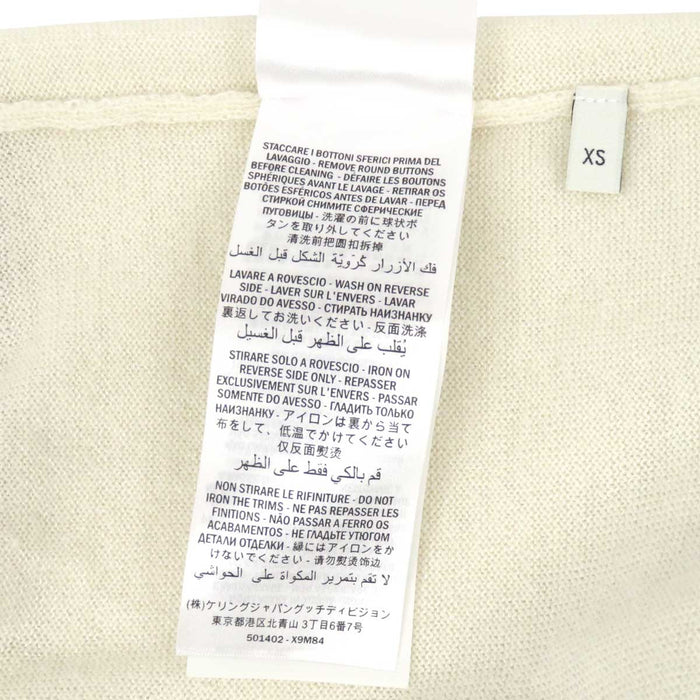 STACCARE I BOTTONI SFERICI PRIMA DEL
LAVAGGIO - REMOVE ROUND BUTTONS
BEFORE CLEANING - DÉFAIRE LES BOUTONS
SPHÉRIQUES AVANT LE LAVAGE - RETIRAR OS
BOTÕES ESFÉRICOS ANTES DE LAVAR - ПЕРЕД
СТИРКОЙ СНИМИТЕ СФЕРИЧЕСКИЕ
ПУГОВИЦЫ - 洗濯の前に球状ボ
タンを取り外してください
清洗前把圆扣拆掉
فك الأزرار كُرَويّة الشكل قبل الغسل
LAVARE A ROVESCIO - WASH ON REVERSE
SIDE - LAVER SUR L'ENVERS - LAVAR
VIRADO DO AVESSO - СТИРАТЬ НАИЗНАНКУ
裏返してお洗いください - 反面洗涤
يُقلب على الظهر قبل الغسيل
STIRARE SOLO A ROVESCIO - IRON ON
REVERSE SIDE ONLY - REPASSER
EXCLUSIVEMENT SUR L'ENVERS - PASSAR
SOMENTE DO AVESSO - ГЛАДИТЬ ТОЛЬКО
НАИЗНАНКУ - アイロンは裏から当て
布をして、低温でかけてください
仅反面熨烫
قم بالكي فقط على الظهر
NON STIRARE LE RIFINITURE - DO NOT
IRON THE TRIMS - NE PAS REPASSER LES
FINITIONS - NÃO PASSAR A FERRO OS
ACABAMENTOS - НЕ ГЛАДЬТЕ УТЮГОМ
ДЕТАЛИ ОТДЕЛКИ - 縁にはアイロンをか
けないでください - 请勿熨烫饰边
لا تقم بتمرير المكواة على الحواشي
(株)ケリングジャパングッチディビジョン
東京都港区北青山 3丁目6番7号
501402 - X9M84
XS